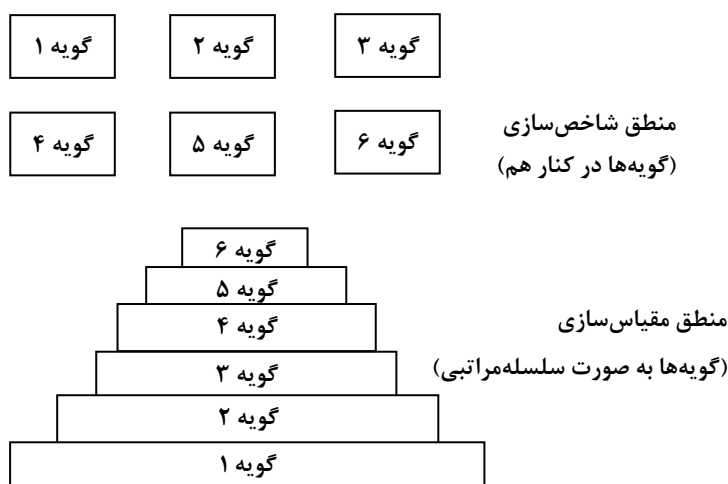 گویه ۱
گویه ۲
گویه ۳
گویه ۴
گویه ۵
گویه ۶
منطق شاخص‌سازی
(گویه‌ها در کنار هم)
گویه ۶
گویه ۵
گویه ۴
گویه ۳
گویه ۲
گویه ۱
منطق مقیاس‌سازی
(گویه‌ها به صورت سلسله‌مراتبی)